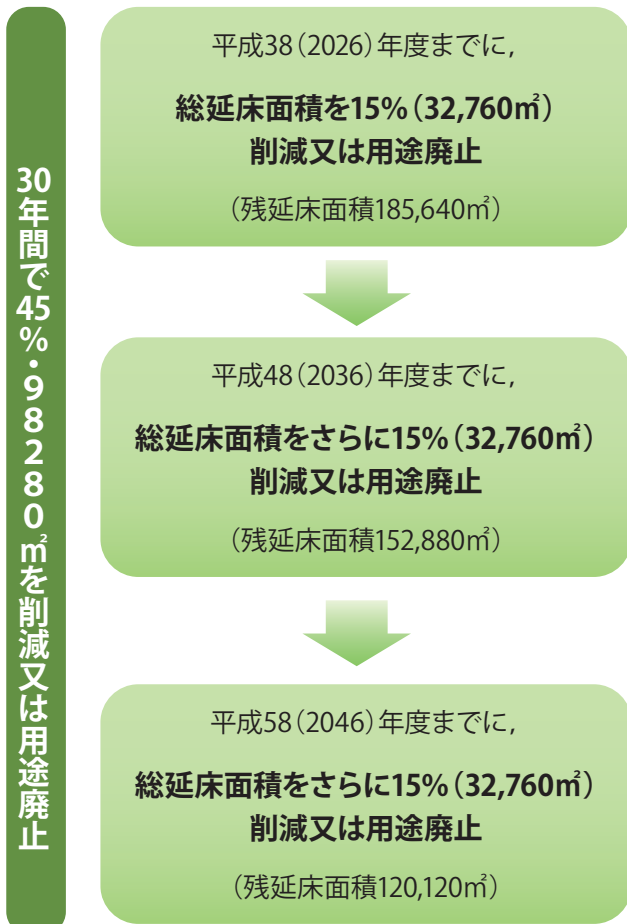 30年間で45%・98280㎡を削減又は用途廃止
平成38(2026)年度までに,
総延床面積を15%(32,760㎡)
削減又は用途廃止
(残延床面積185,640㎡)
平成48(2036)年度までに,
総延床面積をさらに15%(32,760㎡)
削減又は用途廃止
(残延床面積152,880㎡)
平成58(2046)年度までに,
総延床面積をさらに15%(32,760㎡)
削減又は用途廃止
(残延床面積120,120㎡)